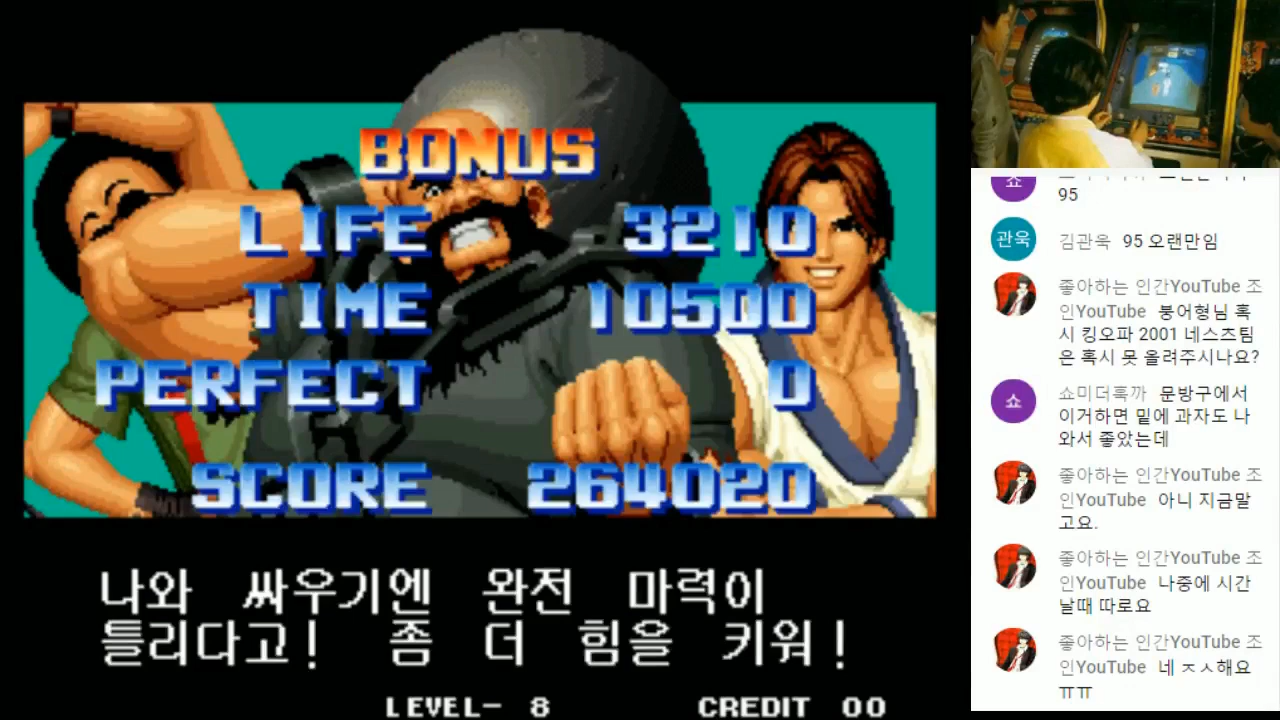 BONUS
LIFE 3210
TIME 10500
PERFECT 0
SCORE 264020
나와 싸우기엔 완전 마력이
틀리다고! 좀 더 힘을 키워!
LEVEL- 8 CREDIT 00
쇼
95
관욱 김관욱 95 오랜만임
좋아하는 인간YouTube 조
인YouTube 붕어형님 혹
시 킹오파 2001 네스츠팀
은 혹시 못 올려주시나요?
쇼 쇼미더훅까 문방구에서
이거하면 밑에 과자도 나
와서 좋았는데
좋아하는 인간YouTube 조
인YouTube 아니 지금말
고요.
좋아하는 인간YouTube 조
인YouTube 나중에 시간
날때 따로요
좋아하는 인간YouTube 조
인YouTube 네 ㅈㅅ해요
ㅠㅠ